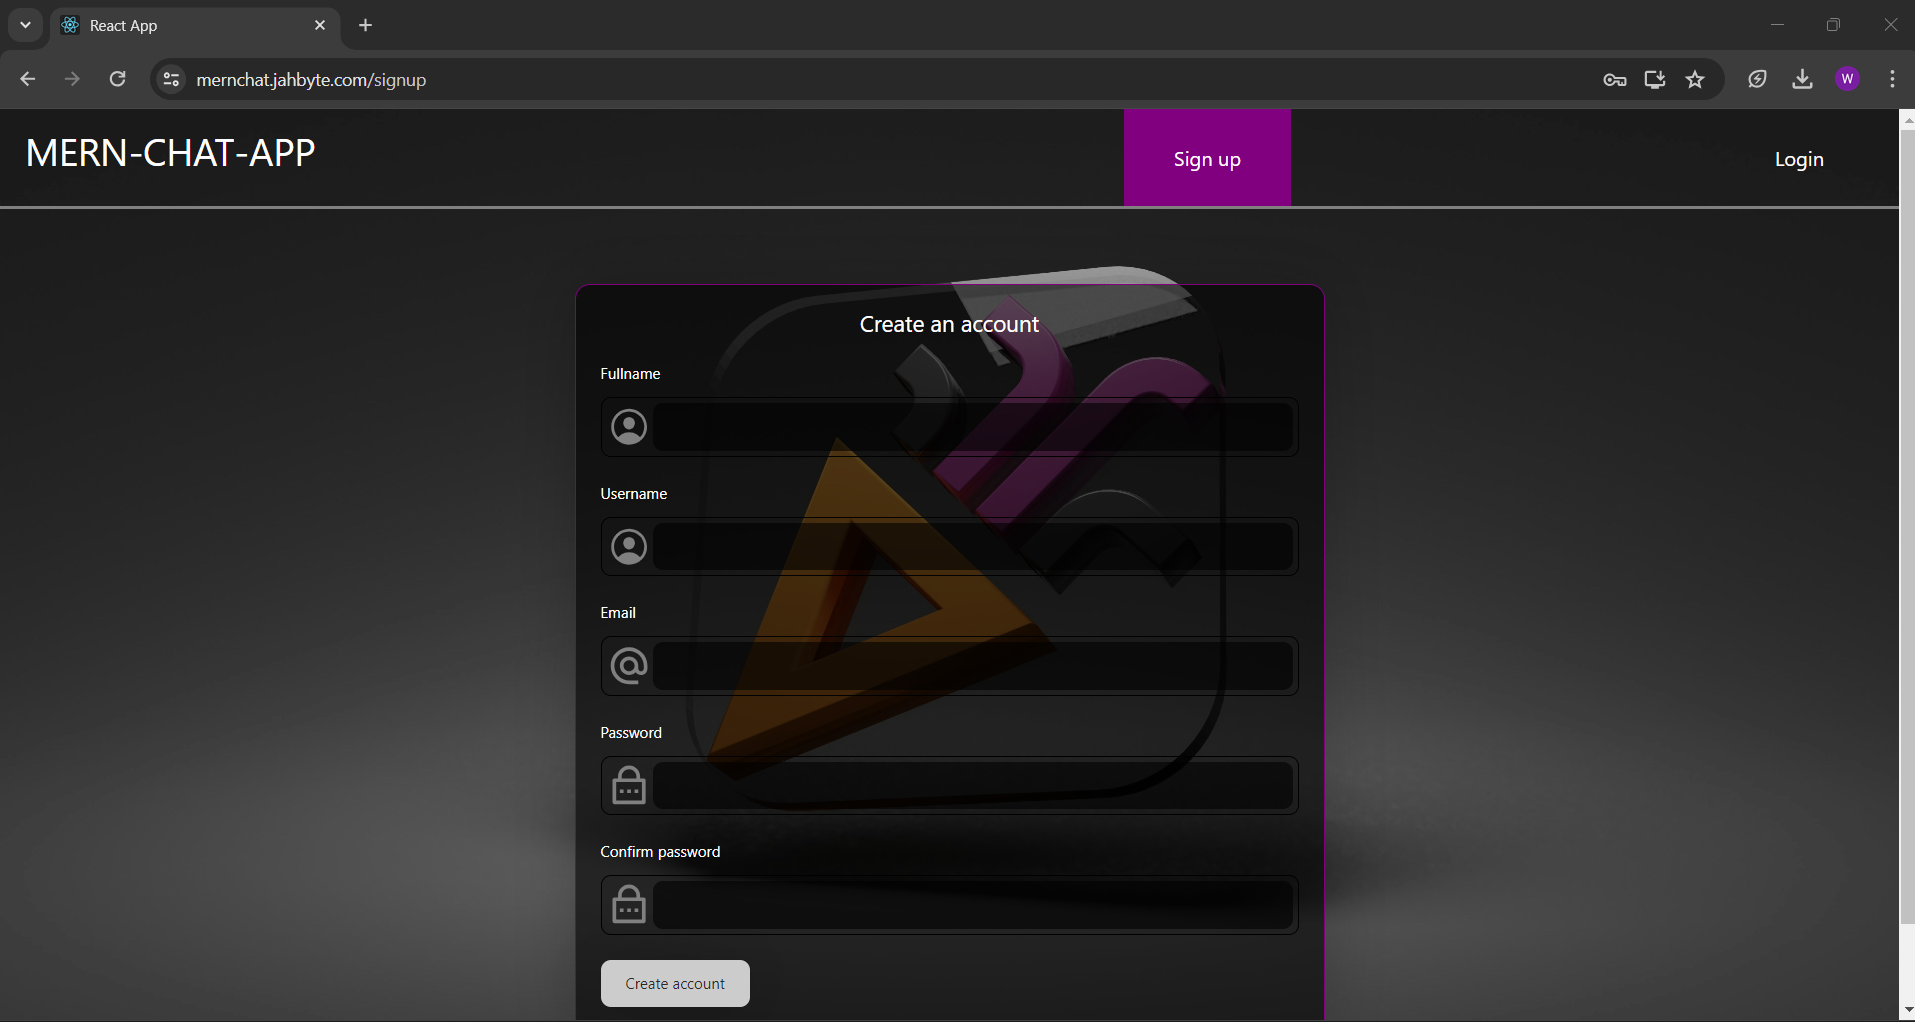 React App
mernchat.jahbyte.com/signup
W
MERN-CHAT-APP
Sign up
Login
Create an account
Fullname
Username
Email
Password
Confirm password
Create account